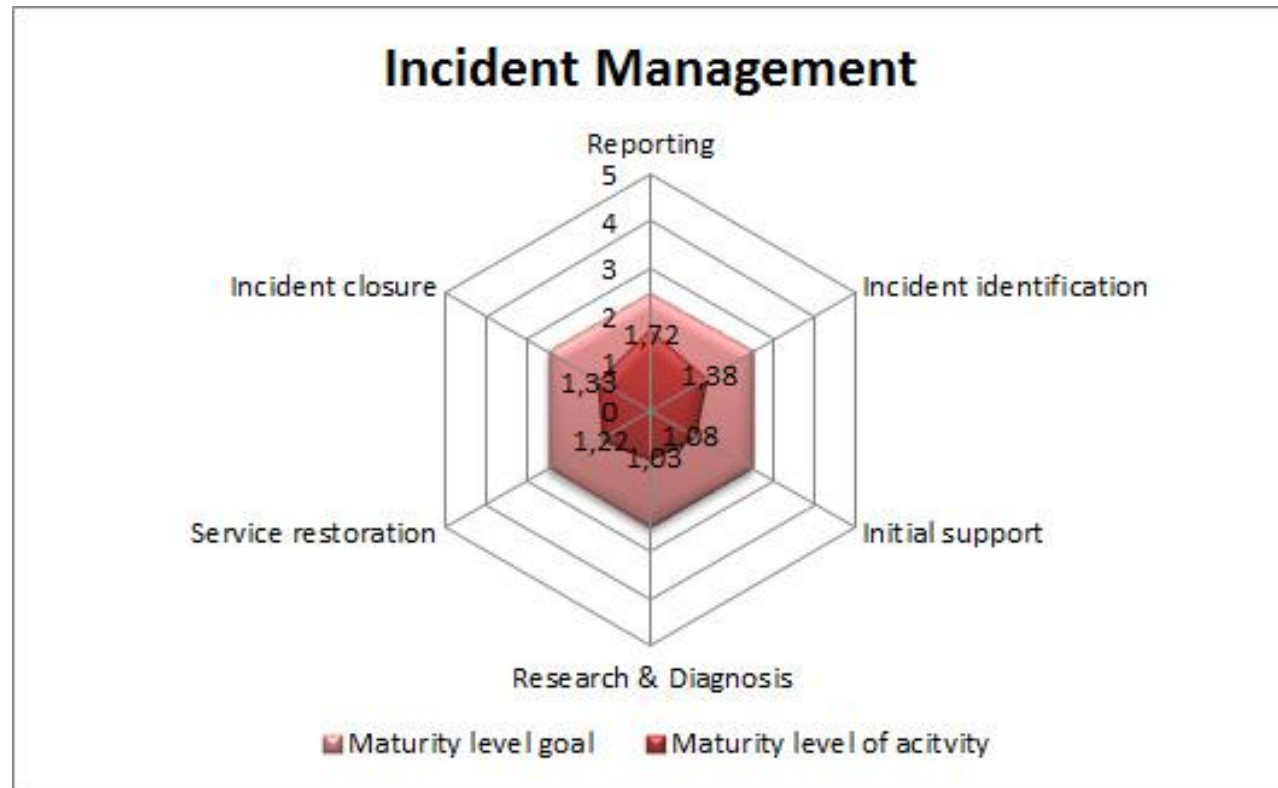 Incident Management
Reporting
5
4
3
2
1
0
Incident closure
Incident identification
1,72
1,38
1,33
1,08
1,22
1,03
Service restoration
Initial support
Research & Diagnosis
Maturity level goal
Maturity level of acitvity